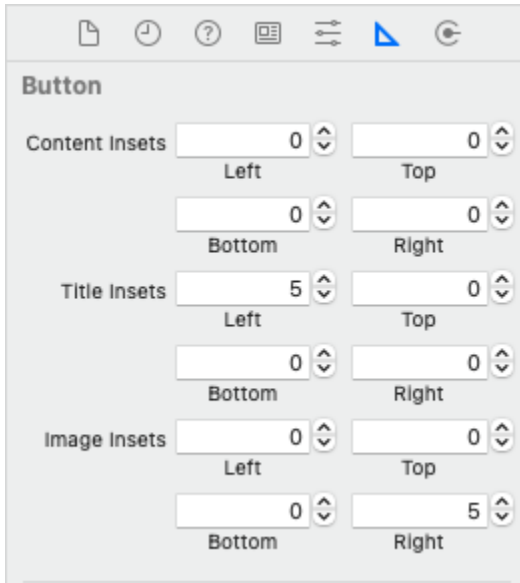 Button
Content Insets 0 0
Left Top
0 0
Bottom Right
Title Insets 5 0
Left Top
0 0
Bottom Right
Image Insets 0 0
Left Top
0 5
Bottom Right